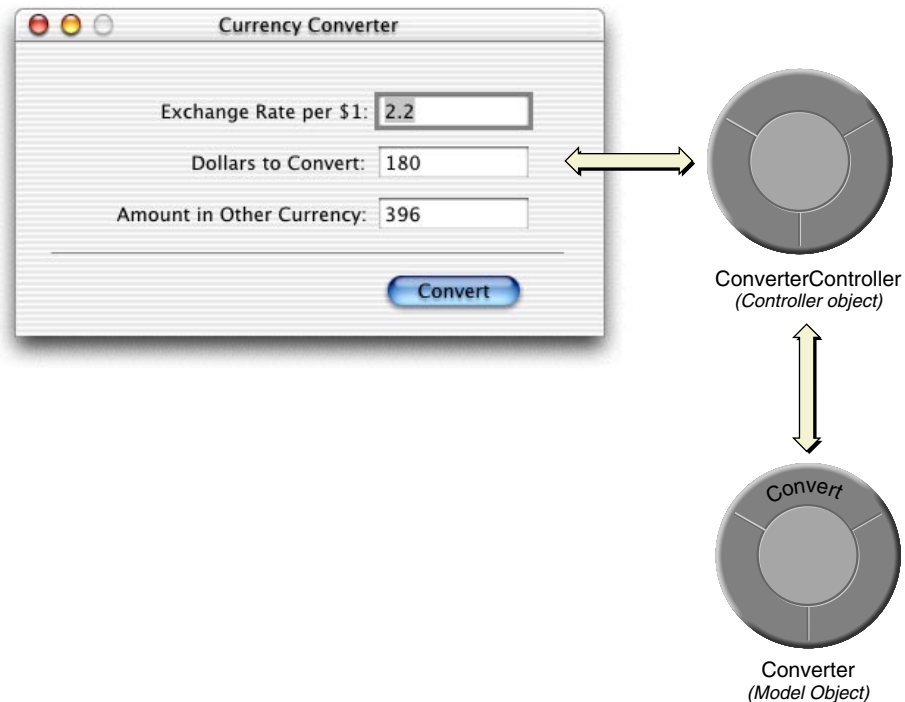 Currency Converter
Exchange Rate per $1: 2.2
Dollars to Convert: 180
Amount in Other Currency: 396
Convert
ConverterController
(Controller object)
Convert
Converter
(Model Object)